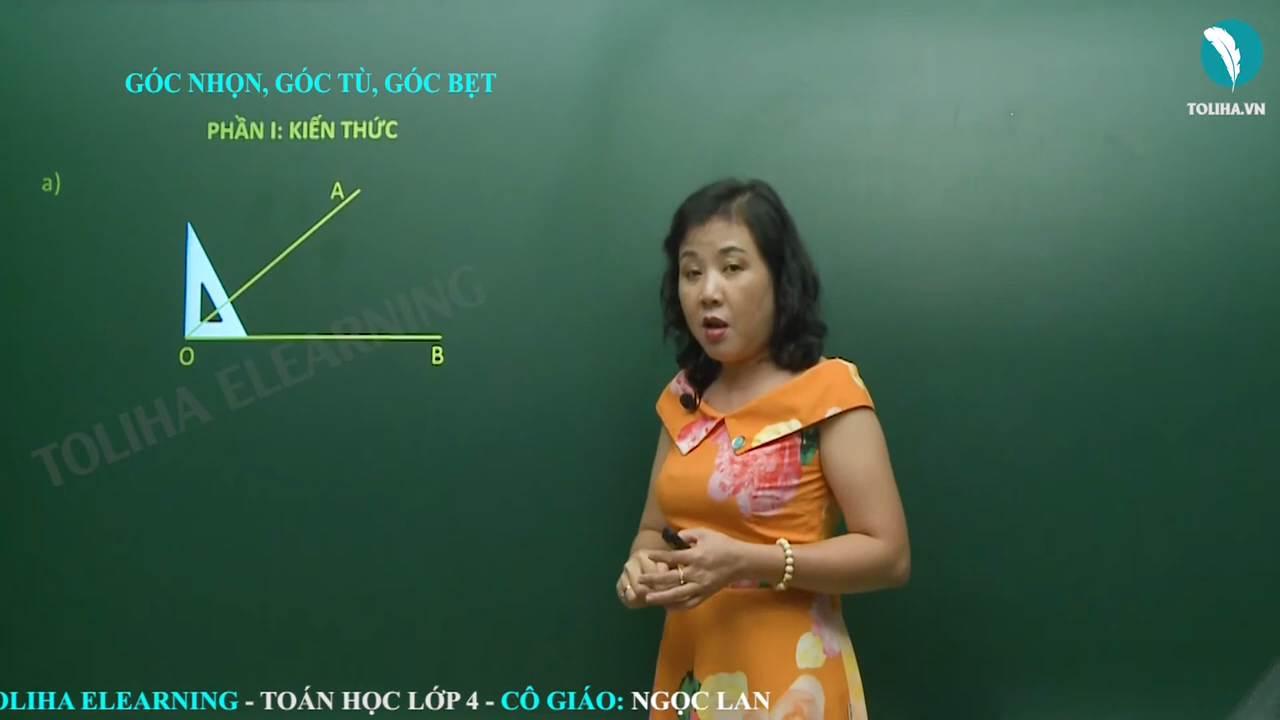 GÓC NHỌN, GÓC TÙ, GÓC BẸT
TOLIHA.VN
PHẦN I: KIẾN THỨC
a)
A
O
B
TOLIHA ELEARNING
OLIHA ELEARNING - TOÁN HỌC LỚP 4 - CÔ GIÁO: NGỌC LAN